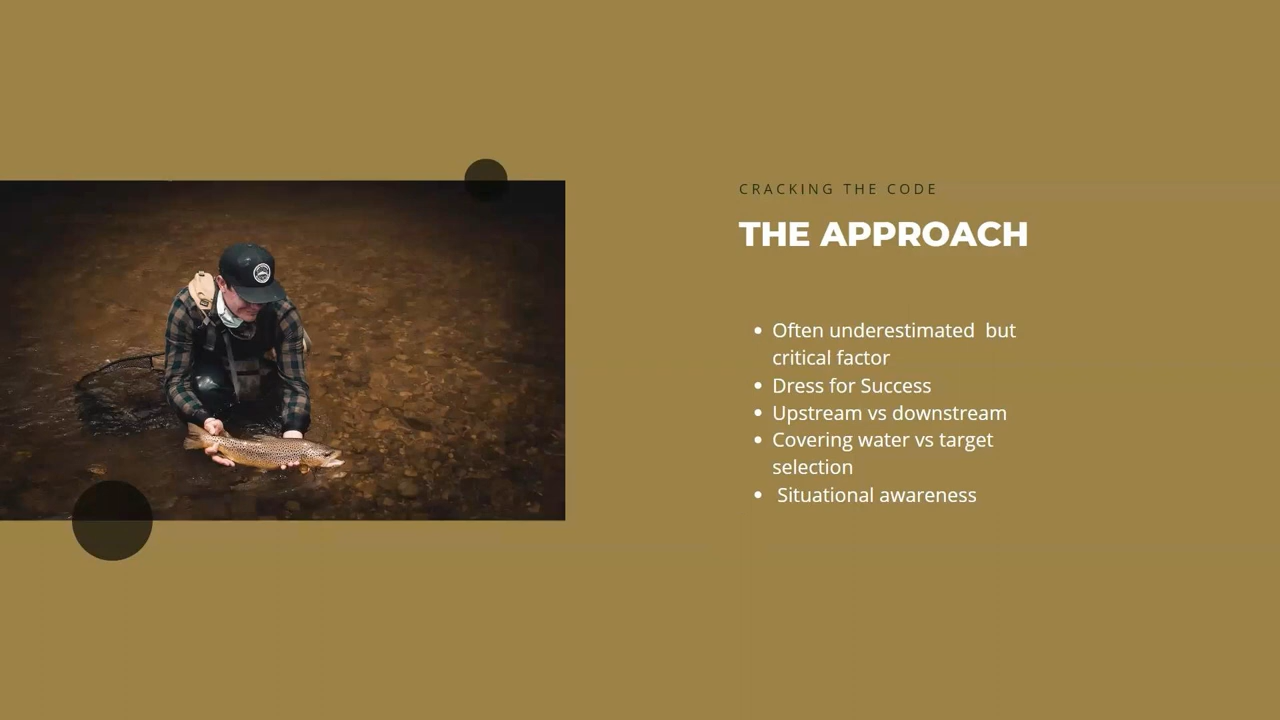 CRACKING THE CODE
THE APPROACH
• Often underestimated  but
critical factor
• Dress for Success
• Upstream vs downstream
• Covering water vs target
selection
•  Situational awareness